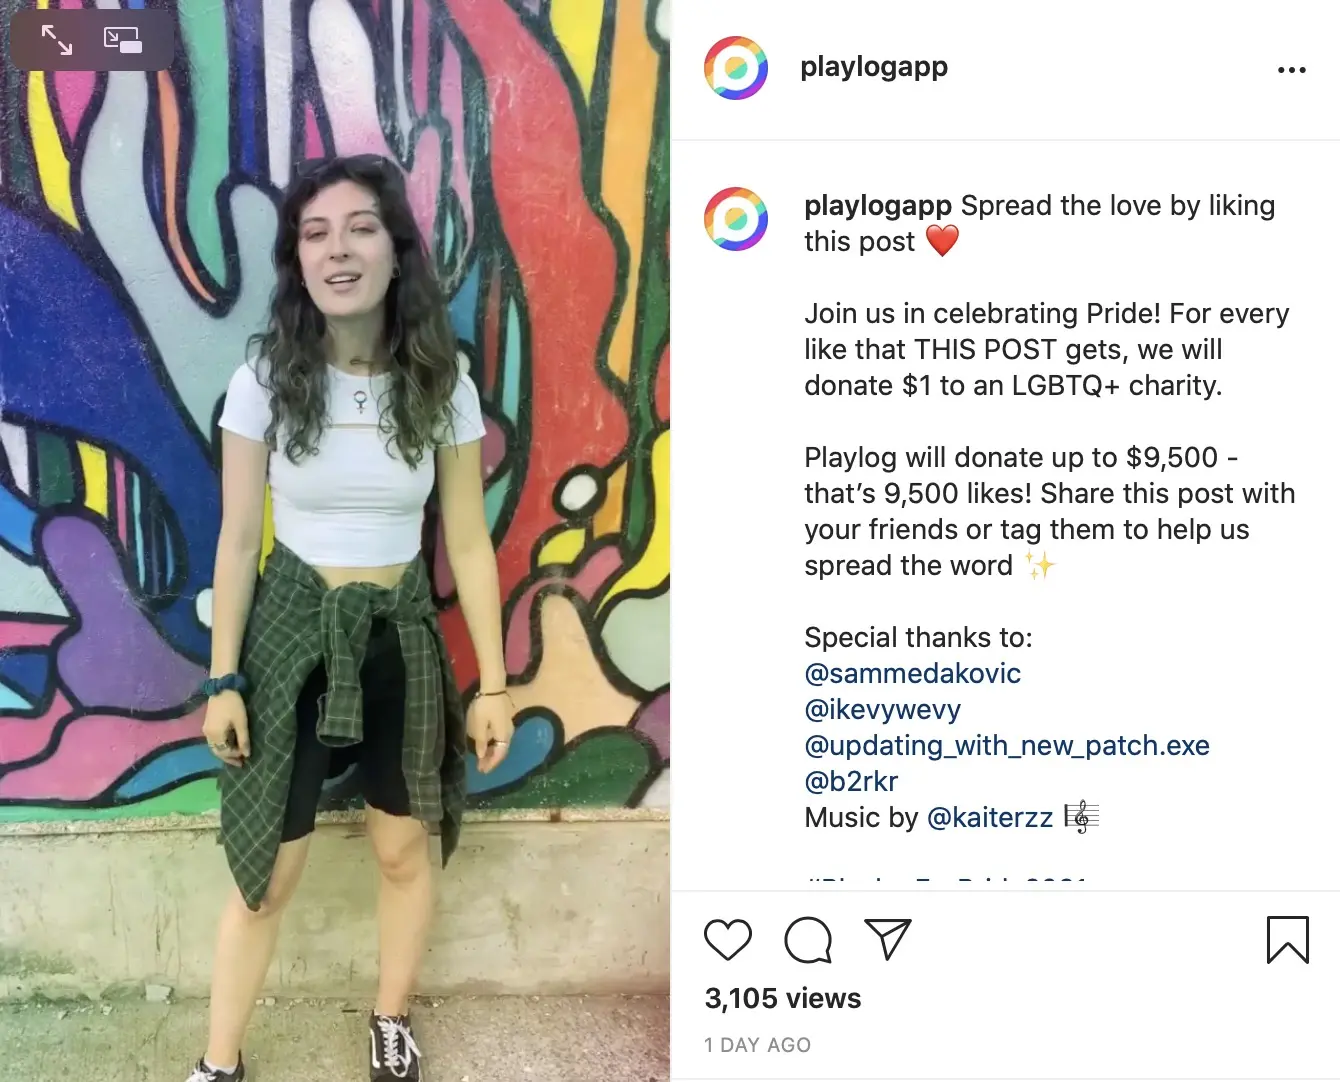 playlogapp
playlogapp Spread the love by liking
this post ❤️
Join us in celebrating Pride! For every
like that THIS POST gets, we will
donate $1 to an LGBTQ+ charity.
Playlog will donate up to $9,500 -
that’s 9,500 likes! Share this post with
your friends or tag them to help us
spread the word ✨
Special thanks to:
@sammedakovic
@ikevywevy
@updating_with_new_patch.exe
@b2rkr
Music by @kaiterzz 🎼
3,105 views
1 DAY AGO